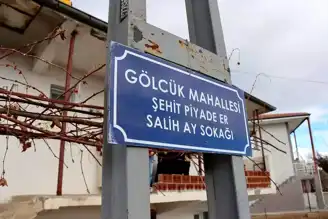 GÖLCÜK MAHALLESİ
ŞEHİT PİYADE ER
SALİH AY SOKAĞI